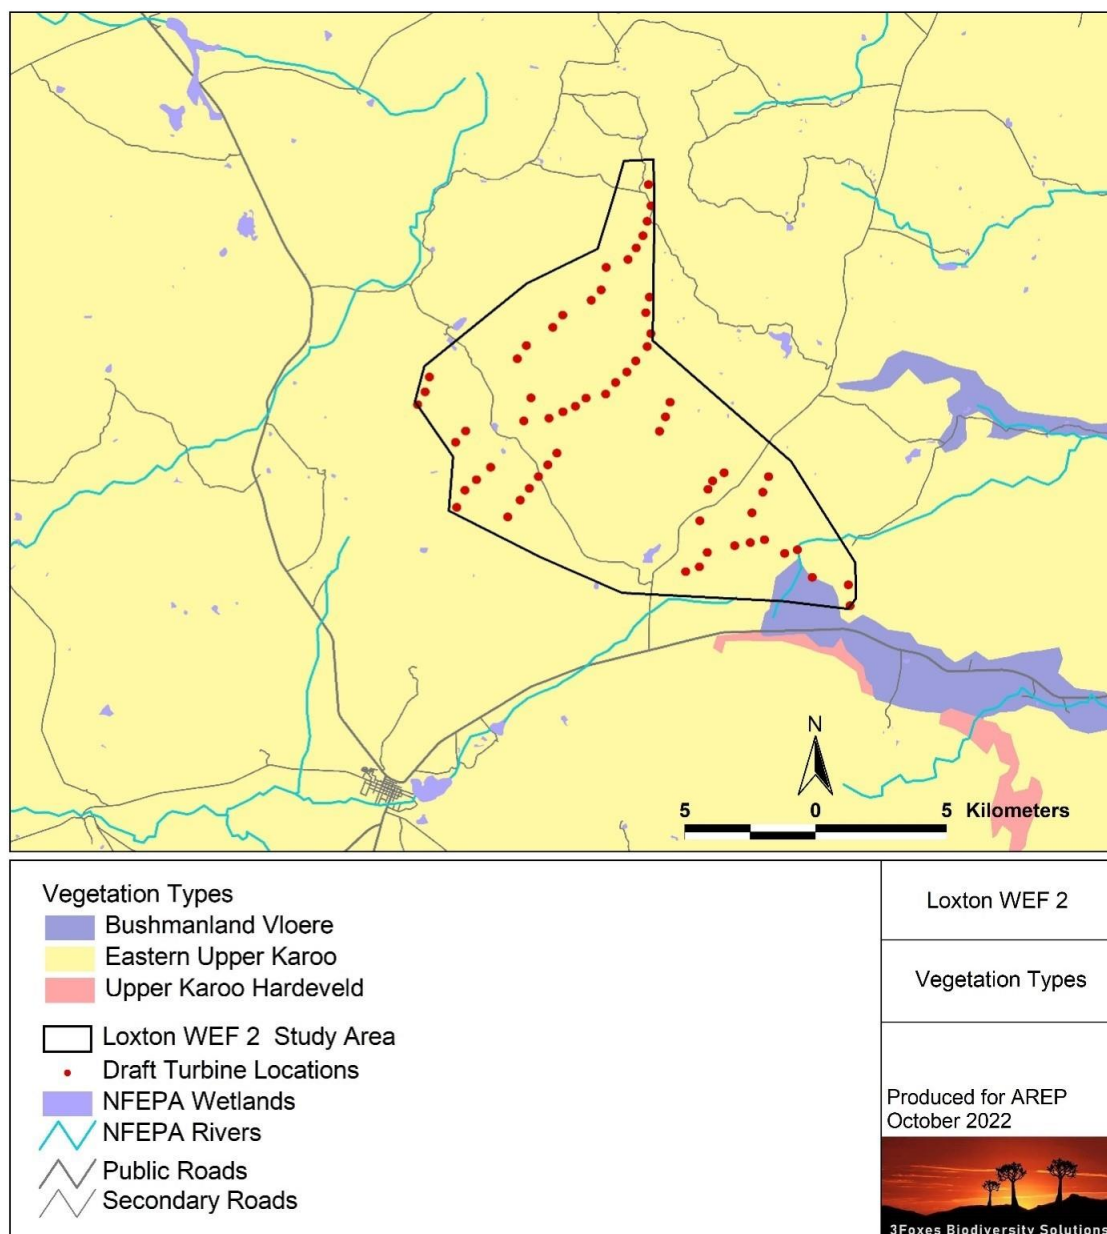 N
5 0 5 Kilometers
Vegetation Types
Bushmanland Vloere
Eastern Upper Karoo
Upper Karoo Hardeveld
Loxton WEF 2 Study Area
Draft Turbine Locations
NFEPA Wetlands
NFEPA Rivers
Public Roads
Secondary Roads
Loxton WEF 2
Vegetation Types
Produced for AREP
October 2022
3Foxes Biodiversity Solutions